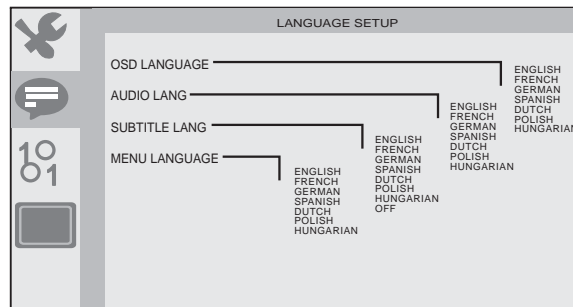 LANGUAGE SETUP
OSD LANGUAGE
ENGLISH
FRENCH
GERMAN
SPANISH
DUTCH
POLISH
HUNGARIAN
AUDIO LANG
ENGLISH
FRENCH
GERMAN
SPANISH
DUTCH
POLISH
HUNGARIAN
SUBTITLE LANG
ENGLISH
FRENCH
GERMAN
SPANISH
DUTCH
POLISH
HUNGARIAN
OFF
MENU LANGUAGE
ENGLISH
FRENCH
GERMAN
SPANISH
DUTCH
POLISH
HUNGARIAN